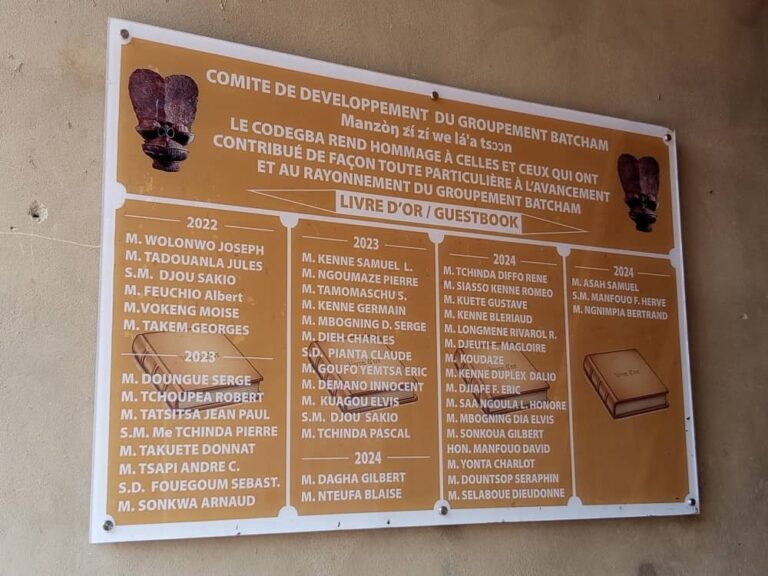 COMITE DE DEVELOPPEMENT DU GROUPEMENT BATCHAM
Manzòŋ zí zí we lá'a tsɔɔn
LE CODEGBA REND HOMMAGE À CELLES ET CEUX QUI ONT
CONTRIBUÉ DE FAÇON TOUTE PARTICULIÈRE À L'AVANCEMENT
ET AU RAYONNEMENT DU GROUPEMENT BATCHAM
LIVRE D'OR / GUESTBOOK
2022
M. WOLONWO JOSEPH
M. TADOUANLA JULES
S.M. DJOU SAKIO
M. FEUCHIO Albert
M.VOKENG MOISE
M. TAKEM GEORGES
2023
M. DOUNGUE SERGE
M. TCHOUPEA ROBERT
M. TATSITSA JEAN PAUL
S.M. Me TCHINDA PIERRE
M. TAKUETE DONNAT
M. TSAPI ANDRE C.
S.D. FOUEGOUM SEBAST.
M. SONKWA ARNAUD
2023
M. KENNE SAMUEL L.
M. NGOUMAZE PIERRE
M. TAMOMASCHU S.
M. KENNE GERMAIN
M. MBOGNING D. SERGE
M. DIEH CHARLES
S.D. PIANTA CLAUDE
M. GOUFO YEMTSA ERIC
M. DEMANO INNOCENT
M. KUAGOU ELVIS
S.M. DJOU SAKIO
M. TCHINDA PASCAL
2024
M. DAGHA GILBERT
M. NTEUFA BLAISE
2024
M. TCHINDA DIFFO RENE
M. SIASSO KENNE ROMEO
M. KUETE GUSTAVE
M. KENNE BLERIAUD
M. LONGMENE RIVAROL R.
M. DJEUTI E. MAGLOIRE
M. KOUDAZE
M. KENNE DUPLEX DALIO
M. DJIAFE F. ERIC
M. SAA NGOULA L. HONORE
M. MBOGNING DIA ELVIS
M. SONKOUA GILBERT
HON. MANFOUO DAVID
M. YONTA CHARLOT
M. DOUNTSOP SERAPHIN
M. SELABOUE DIEUDONNE
2024
M. ASAH SAMUEL
S.M. MANFOUO F. HERVE
M. NGNIMPIA BERTRAND
Livre d'or